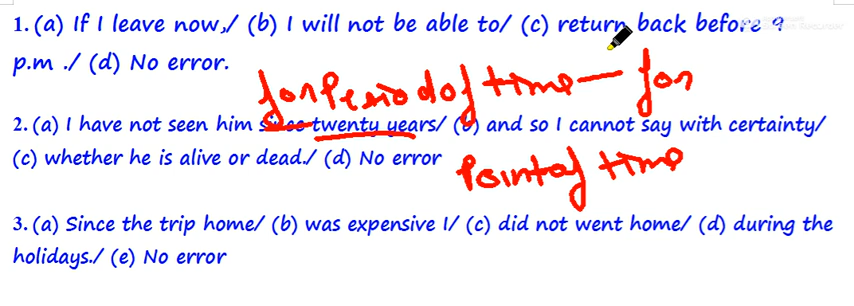 1. (a) If I leave now,/ (b) I will not be able to/ (c) return back before 9
p.m ./ (d) No error.
for Period of time — for
2. (a) I have not seen him since twenty years/ (b) and so I cannot say with certainty/
(c) whether he is alive or dead./ (d) No error
Point of time
3. (a) Since the trip home/ (b) was expensive I/ (c) did not went home/ (d) during the
holidays./ (e) No error